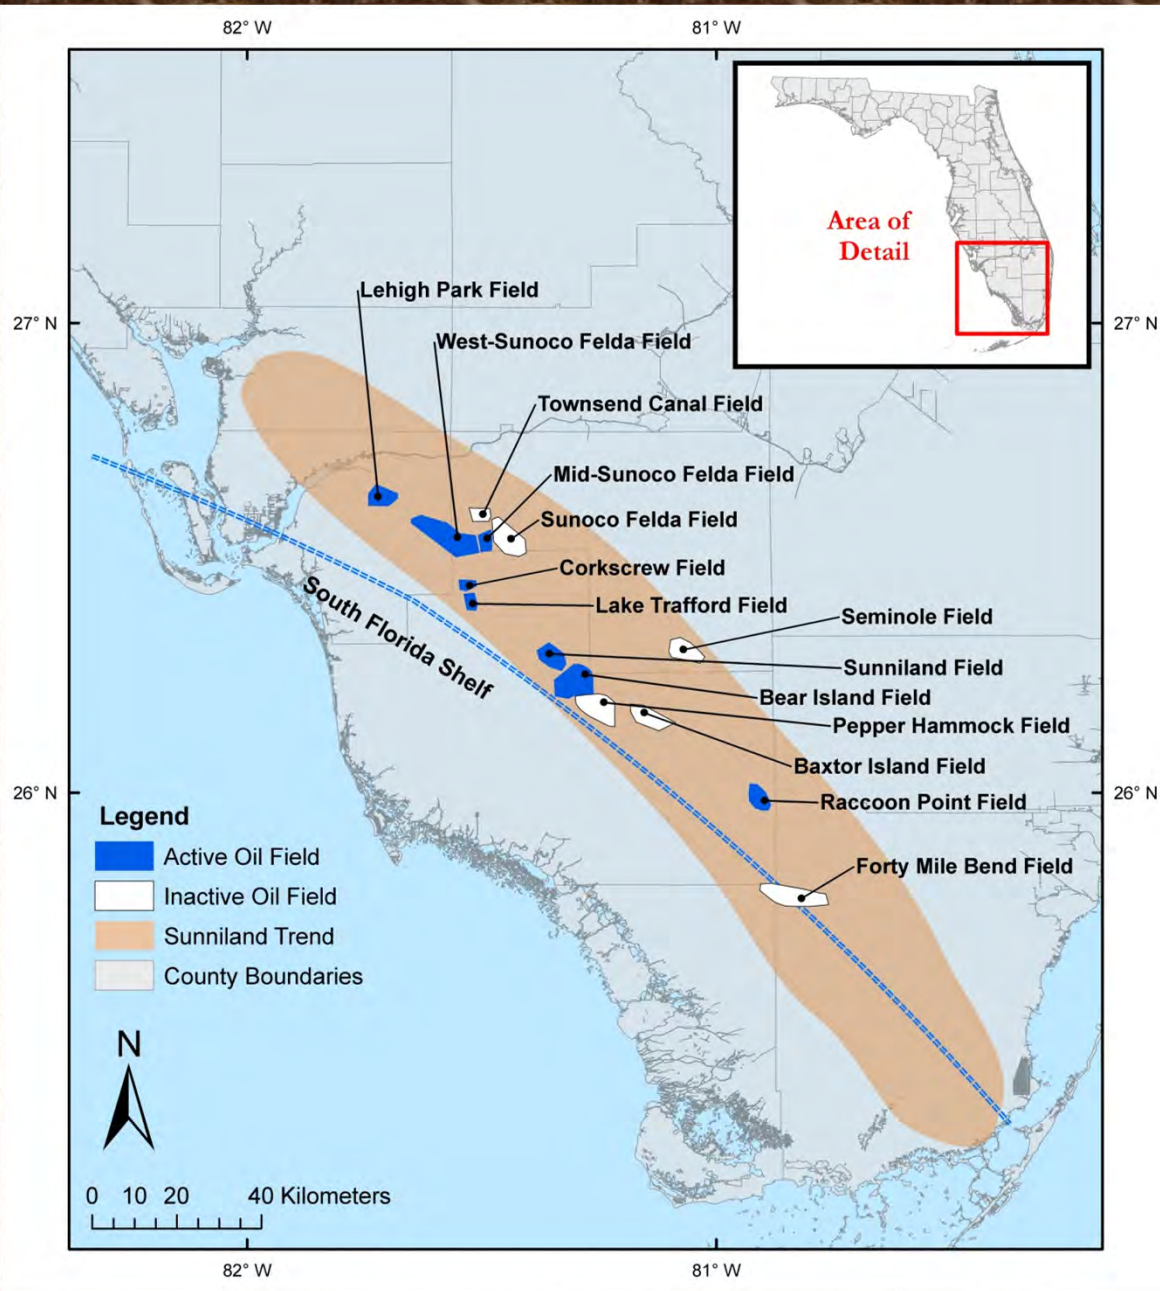 82° W
81° W
Area of
Detail
Lehigh Park Field
27° N
27° N
West-Sunoco Felda Field
Townsend Canal Field
Mid-Sunoco Felda Field
Sunoco Felda Field
Corkscrew Field
South Florida Shelf
Lake Trafford Field
Seminole Field
Sunniland Field
Bear Island Field
Pepper Hammock Field
Baxtor Island Field
26° N
26° N
Raccoon Point Field
Legend
Active Oil Field
Forty Mile Bend Field
Inactive Oil Field
Sunniland Trend
County Boundaries
N
0 10 20 40 Kilometers
82° W
81° W